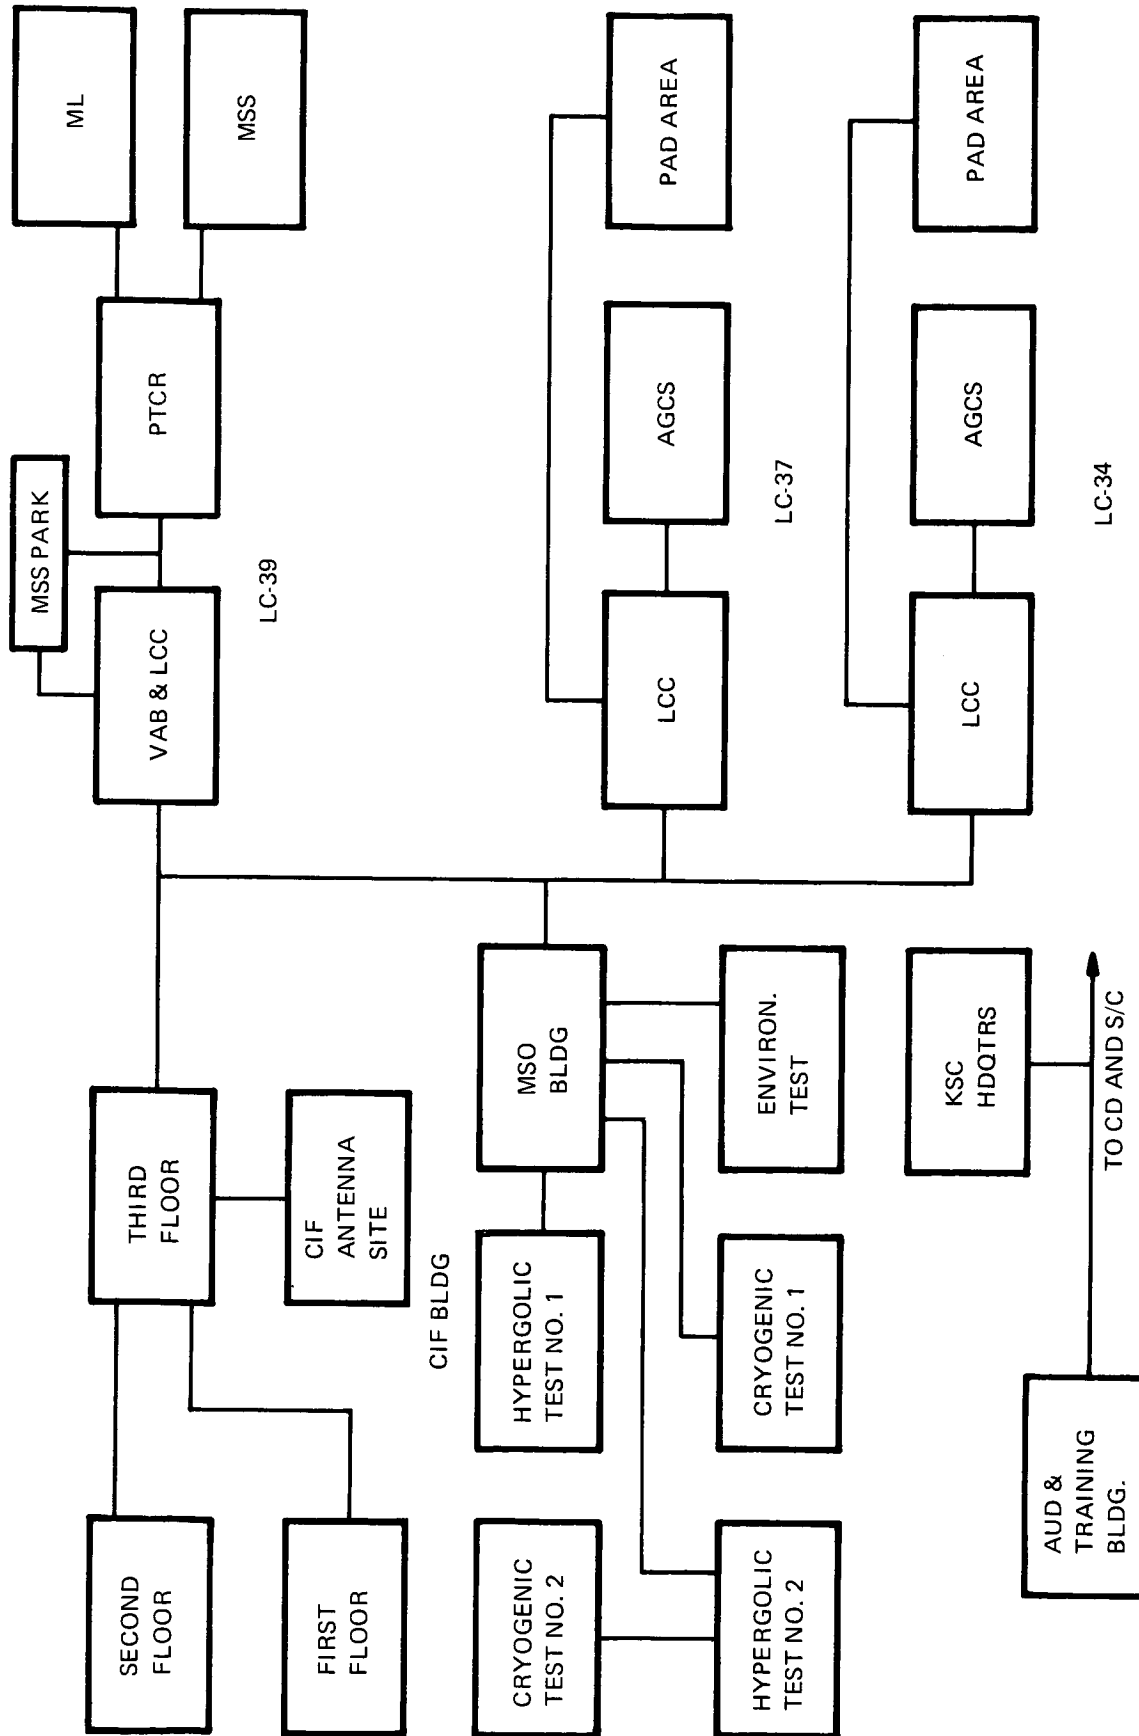 SECOND
FLOOR
FIRST
FLOOR
THIRD
FLOOR
CIF
ANTENNA
SITE
CIF BLDG
MSS PARK
VAB & LCC
PTCR
ML
MSS
LC-39
CRYOGENIC
TEST NO. 2
HYPERGOLIC
TEST NO. 1
MSO
BLDG
HYPERGOLIC
TEST NO. 2
CRYOGENIC
TEST NO. 1
ENVIRON.
TEST
LCC
AGCS
PAD AREA
LC-37
LCC
AGCS
PAD AREA
LC-34
KSC
HDQTRS
AUD &
TRAINING
BLDG.
TO CD AND S/C